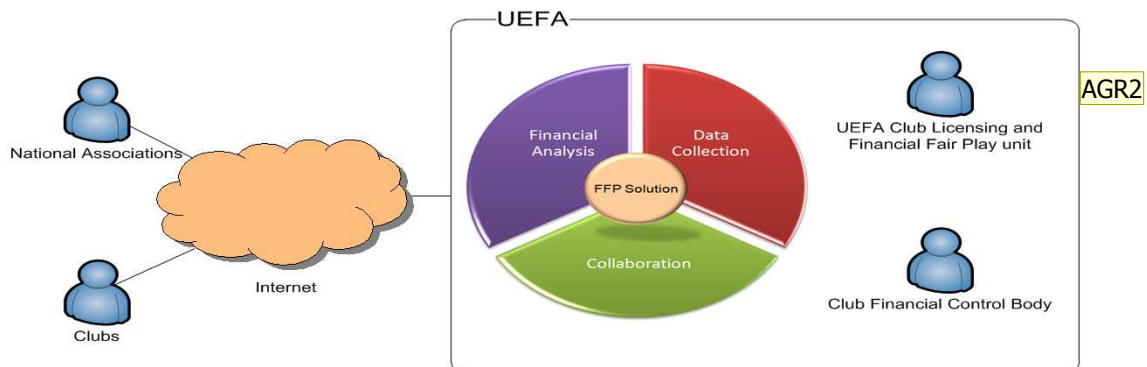 UEFA
AGR2
National Associations
Internet
Clubs
Financial
Analysis
Data
Collection
FFP Solution
Collaboration
UEFA Club Licensing and
Financial Fair Play unit
Club Financial Control Body